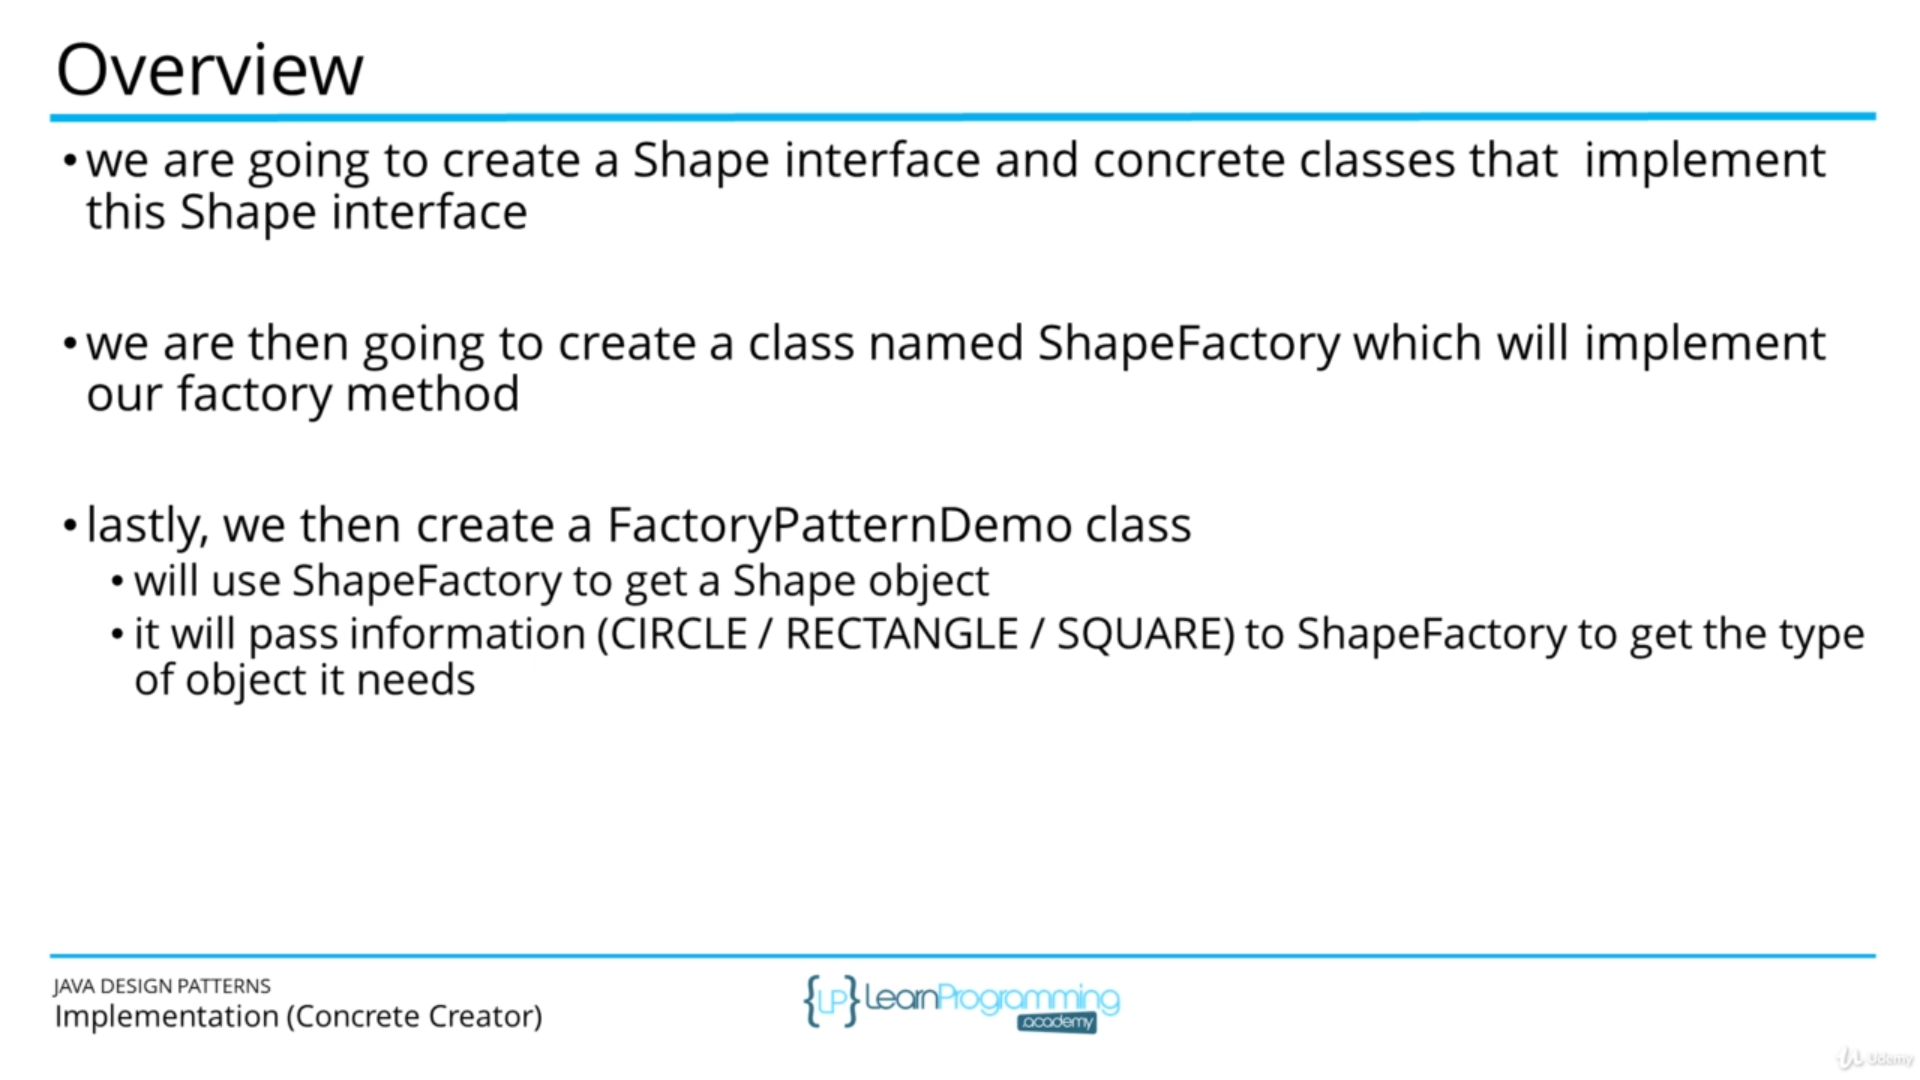 Overview
• we are going to create a Shape interface and concrete classes that  implement
this Shape interface
• we are then going to create a class named ShapeFactory which will implement
our factory method
• lastly, we then create a FactoryPatternDemo class
• will use ShapeFactory to get a Shape object
• it will pass information (CIRCLE / RECTANGLE / SQUARE) to ShapeFactory to get the type
of object it needs
JAVA DESIGN PATTERNS
Implementation (Concrete Creator)
{LP} LearnProgramming
academy
Udemy